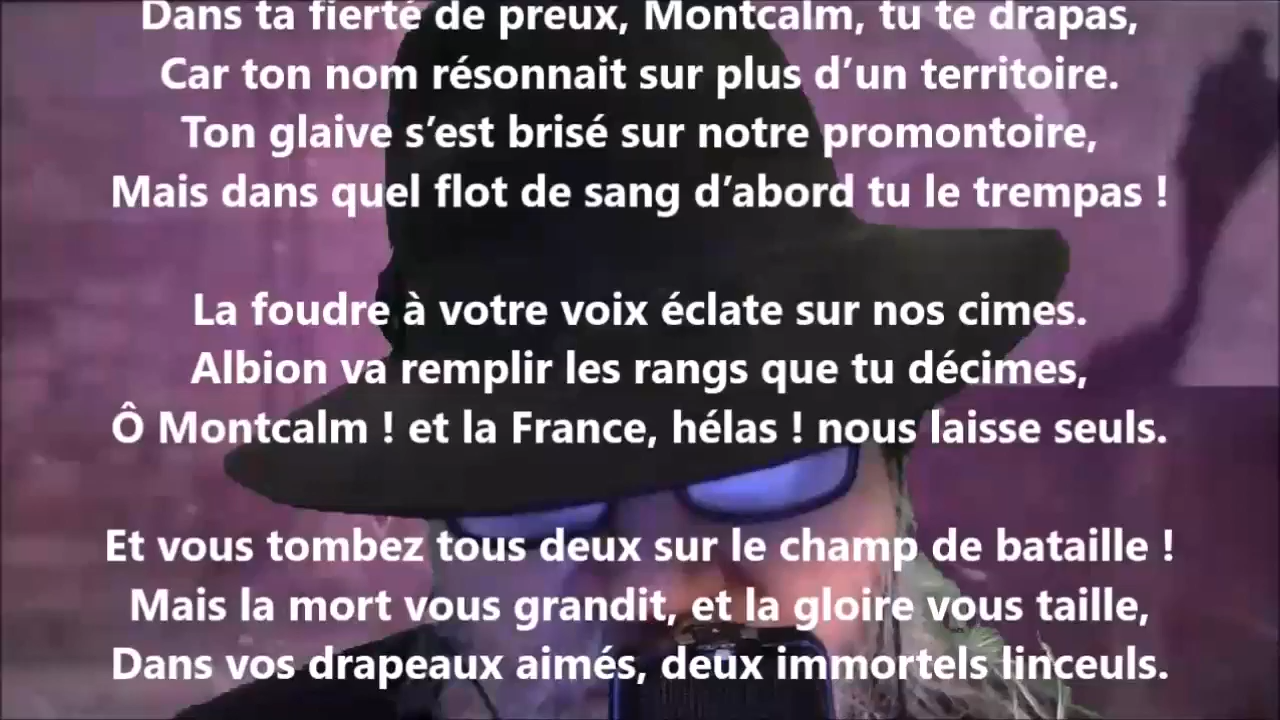 Dans ta fierté de preux, Montcalm, tu te drapas,
Car ton nom résonnait sur plus d’un territoire.
Ton glaive s’est brisé sur notre promontoire,
Mais dans quel flot de sang d’abord tu le trempas !
La foudre à votre voix éclate sur nos cimes.
Albion va remplir les rangs que tu décimes,
Ô Montcalm ! et la France, hélas ! nous laisse seuls.
Et vous tombez tous deux sur le champ de bataille !
Mais la mort vous grandit, et la gloire vous taille,
Dans vos drapeaux aimés, deux immortels linceuls.